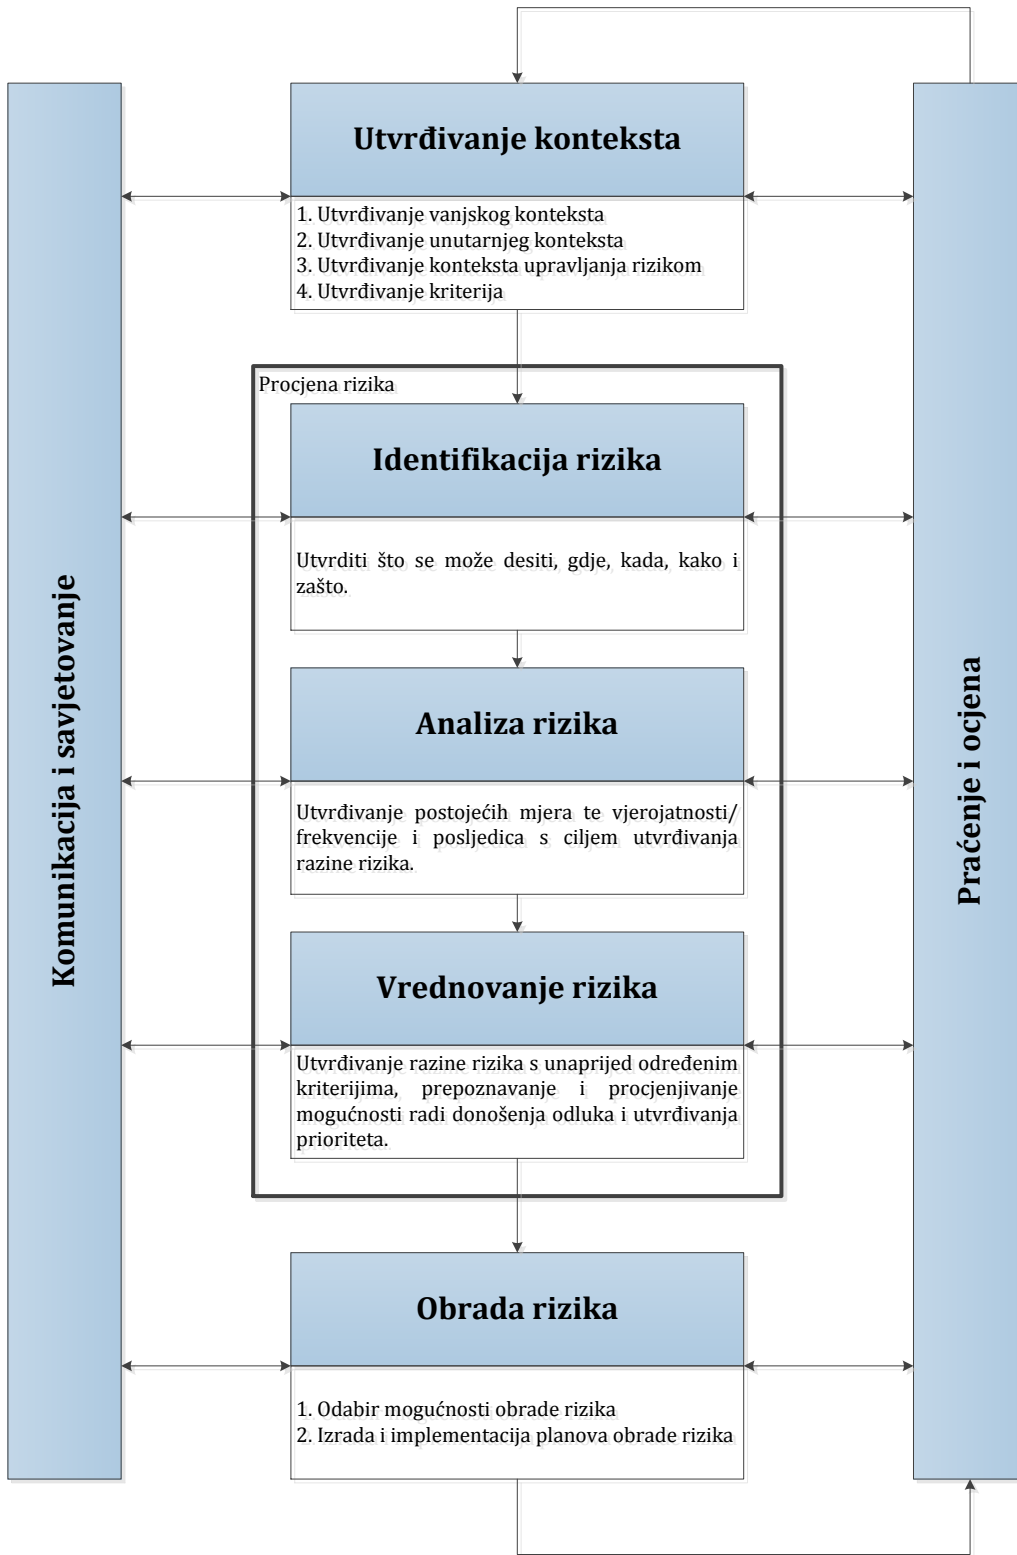 Utvrđivanje konteksta
1. Utvrđivanje vanjskog konteksta
2. Utvrđivanje unutarnjeg konteksta
3. Utvrđivanje konteksta upravljanja rizikom
4. Utvrđivanje kriterija
Procjena rizika
Identifikacija rizika
Utvrditi što se može desiti, gdje, kada, kako i
zašto.
Analiza rizika
Utvrđivanje postojećih mjera te vjerojatnosti/
frekvencije i posljedica s ciljem utvrđivanja
razine rizika.
Vrednovanje rizika
Utvrđivanje razine rizika s unaprijed određenim
kriterijima, prepoznavanje i procjenjivanje
mogućnosti radi donošenja odluka i utvrđivanja
prioriteta.
Obrada rizika
1. Odabir mogućnosti obrade rizika
2. Izrada i implementacija planova obrade rizika
Komunikacija i savjetovanje
Praćenje i ocjena